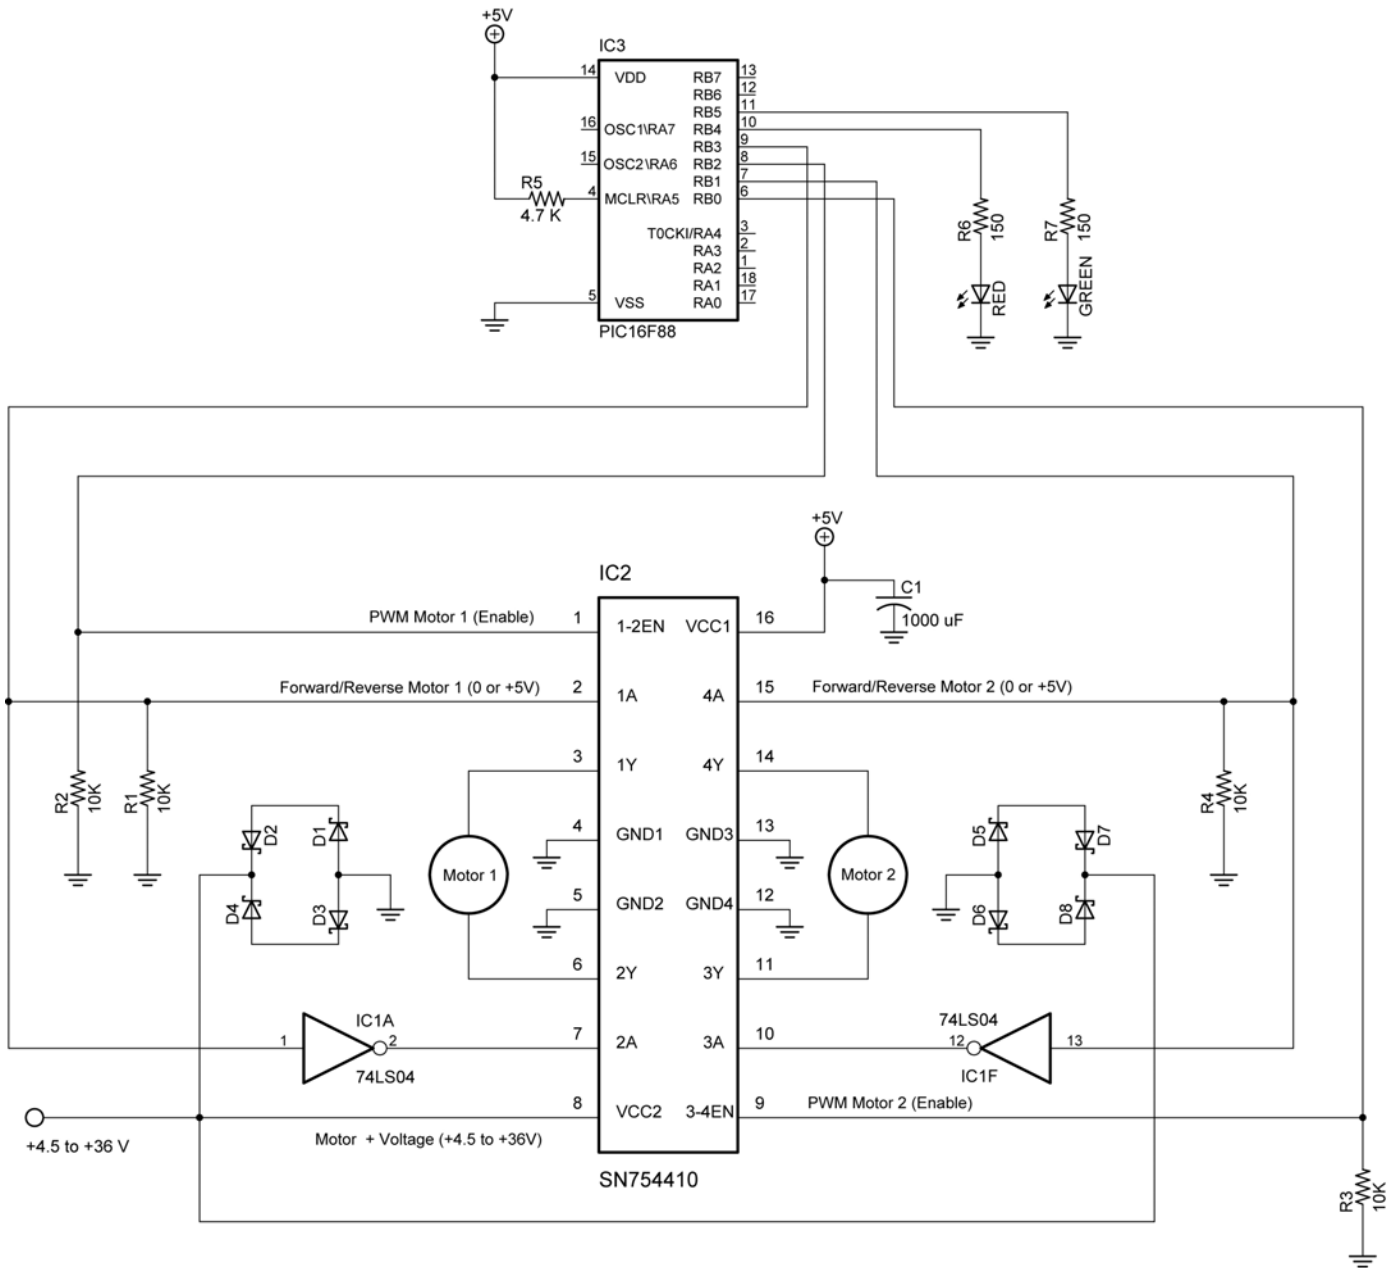 +5V
IC3
14 VDD RB7 13
RB6 12
RB5 11
16 OSC1\RA7 RB4 10
RB3 9
15 OSC2\RA6 RB2 8
RB1 7
R5
4.7 K
4 MCLR\RA5 RB0 6
T0CKI/RA4 3
RA3 2
RA2 1
RA1 18
5 VSS RA0 17
PIC16F88
R6
150
RED
R7
150
GREEN
+5V
C1
1000 uF
IC2
PWM Motor 1 (Enable) 1 1-2EN VCC1 16
Forward/Reverse Motor 1 (0 or +5V) 2 1A 4A 15 Forward/Reverse Motor 2 (0 or +5V)
3 1Y 4Y 14
R2
10K
R1
10K
R4
10K
4 GND1 GND3 13
D2
D1
D5
D7
Motor 1
Motor 2
5 GND2 GND4 12
D4
D3
D6
D8
6 2Y 3Y 11
IC1A
1
2
74LS04
7 2A 3A 10
74LS04
12
13
IC1F
8 VCC2 3-4EN 9 PWM Motor 2 (Enable)
+4.5 to +36 V
Motor + Voltage (+4.5 to +36V)
SN754410
R3
10K